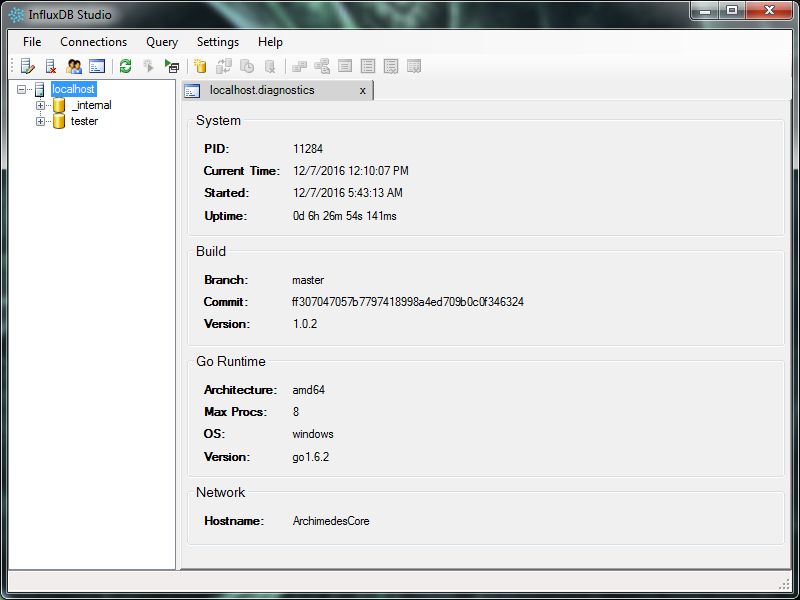 InfluxDB Studio
File Connections Query Settings Help
localhost
_internal
tester
localhost.diagnostics x
System
PID: 11284
Current Time: 12/7/2016 12:10:07 PM
Started: 12/7/2016 5:43:13 AM
Uptime: 0d 6h 26m 54s 141ms
Build
Branch: master
Commit: ff307047057b7797418998a4ed709b0c0f346324
Version: 1.0.2
Go Runtime
Architecture: amd64
Max Procs: 8
OS: windows
Version: go1.6.2
Network
Hostname: ArchimedesCore